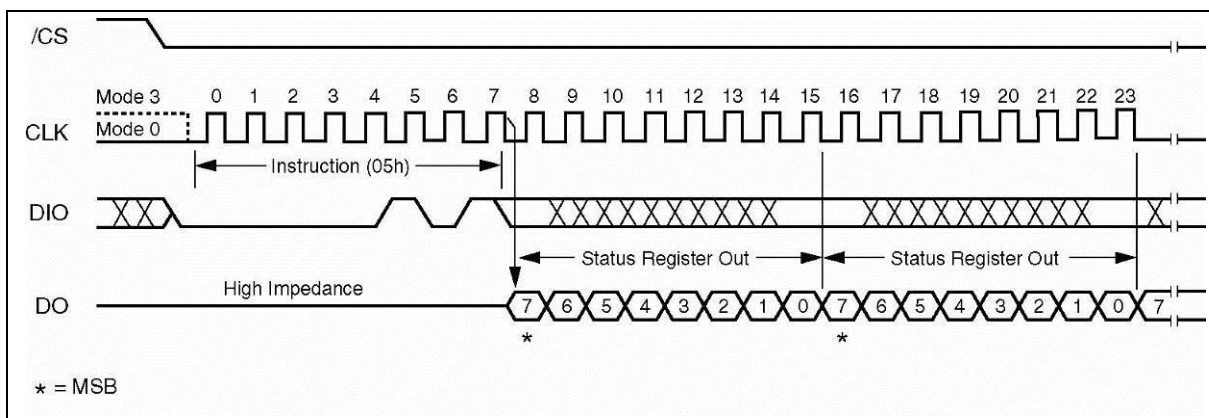 /CS
Mode 3 0 1 2 3 4 5 6 7 8 9 10 11 12 13 14 15 16 17 18 19 20 21 22 23
CLK Mode 0
Instruction (05h)
DIO
Status Register Out Status Register Out
High Impedance
DO 7 6 5 4 3 2 1 0 7 6 5 4 3 2 1 0 7
* *
* = MSB